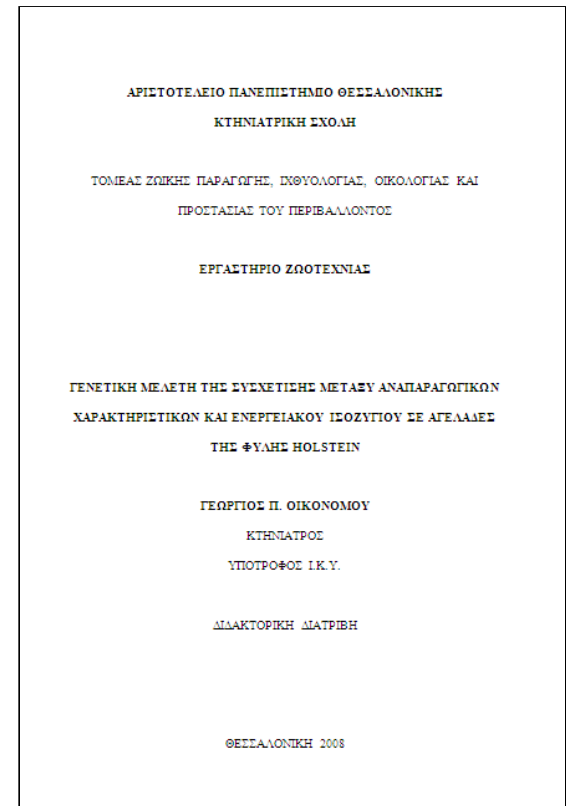 ΑΡΙΣΤΟΤΕΛΕΙΟ ΠΑΝΕΠΙΣΤΗΜΙΟ ΘΕΣΣΑΛΟΝΙΚΗΣ
ΚΤΗΝΙΑΤΡΙΚΗ ΣΧΟΛΗ
ΤΟΜΕΑΣ ΖΩΙΚΗΣ ΠΑΡΑΓΩΓΗΣ, ΙΧΘΥΟΛΟΓΙΑΣ, ΟΙΚΟΛΟΓΙΑΣ ΚΑΙ
ΠΡΟΣΤΑΣΙΑΣ ΤΟΥ ΠΕΡΙΒΑΛΛΟΝΤΟΣ
ΕΡΓΑΣΤΗΡΙΟ ΖΩΟΤΕΧΝΙΑΣ
ΓΕΝΕΤΙΚΗ ΜΕΛΕΤΗ ΤΗΣ ΣΥΣΧΕΤΙΣΗΣ ΜΕΤΑΞΥ ΑΝΑΠΑΡΑΓΩΓΙΚΩΝ
ΧΑΡΑΚΤΗΡΙΣΤΙΚΩΝ ΚΑΙ ΕΝΕΡΓΕΙΑΚΟΥ ΙΣΟΖΥΓΙΟΥ ΣΕ ΑΓΕΛΑΔΕΣ
ΤΗΣ ΦΥΛΗΣ HOLSTEIN
ΓΕΩΡΓΙΟΣ Π. ΟΙΚΟΝΟΜΟΥ
ΚΤΗΝΙΑΤΡΟΣ
ΥΠΟΤΡΟΦΟΣ Ι.Κ.Υ.
ΔΙΔΑΚΤΟΡΙΚΗ ΔΙΑΤΡΙΒΗ
ΘΕΣΣΑΛΟΝΙΚΗ 2008